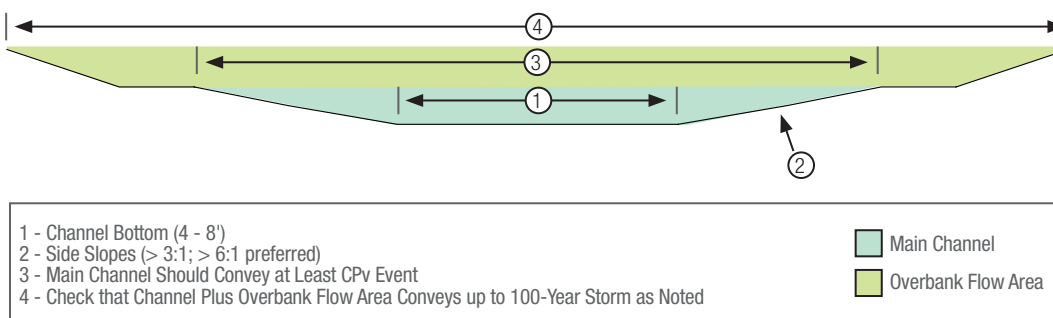 4
3
1
2
1 - Channel Bottom (4 - 8')
2 - Side Slopes (> 3:1; > 6:1 preferred)
3 - Main Channel Should Convey at Least CPv Event
4 - Check that Channel Plus Overbank Flow Area Conveys up to 100-Year Storm as Noted
Main Channel
Overbank Flow Area